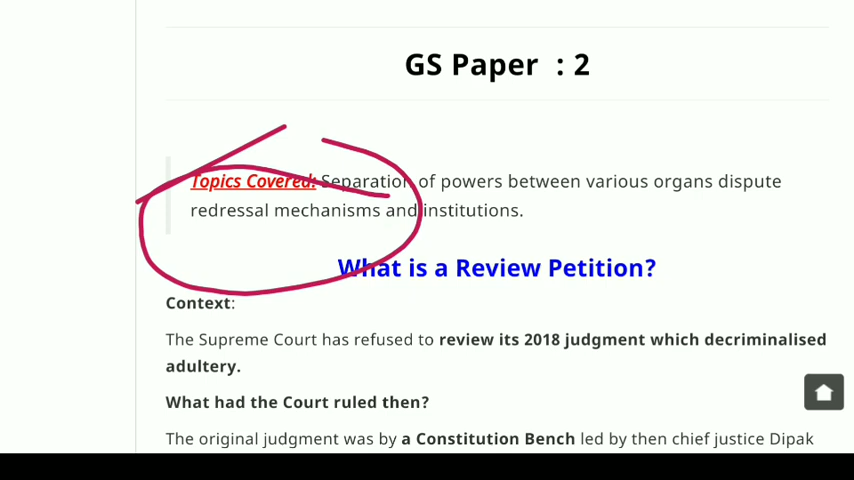 GS Paper : 2
Topics Covered: Separation of powers between various organs dispute
redressal mechanisms and institutions.
What is a Review Petition?
Context:
The Supreme Court has refused to review its 2018 judgment which decriminalised
adultery.
What had the Court ruled then?
The original judgment was by a Constitution Bench led by then chief justice Dipak